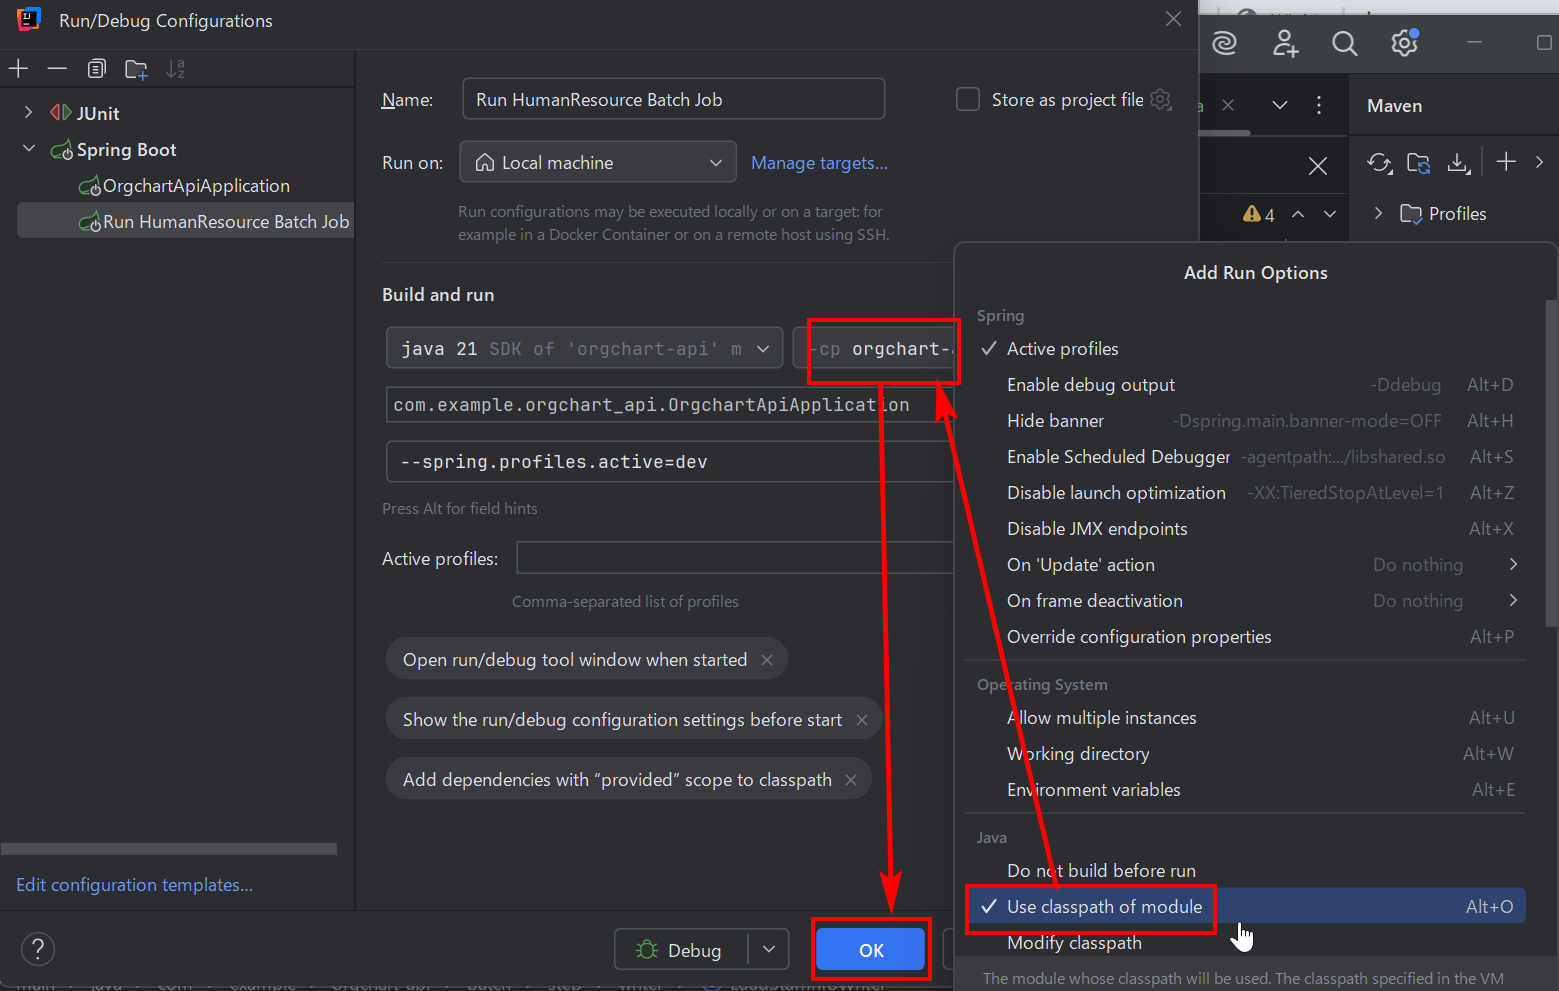 Run/Debug Configurations
JUnit
Spring Boot
OrgchartApiApplication
Run HumanResource Batch Job
Edit configuration templates...
Name:
Run HumanResource Batch Job
Store as project file
Run on:
Local machine
Manage targets...
Run configurations may be executed locally or on a target: for
example in a Docker Container or on a remote host using SSH.
Build and run
java 21 SDK of 'orgchart-api' m
-cp orgchart-
com.example.orgchart_api.OrgchartApiApplication
--spring.profiles.active=dev
Press Alt for field hints
Active profiles:
Comma-separated list of profiles
Open run/debug tool window when started
Show the run/debug configuration settings before start
Add dependencies with “provided” scope to classpath
?
Debug
OK
a
Maven
4
Profiles
Add Run Options
Spring
Active profiles
Enable debug output -Ddebug Alt+D
Hide banner -Dspring.main.banner-mode=OFF Alt+H
Enable Scheduled Debugger -agentpath:.../libshared.so Alt+S
Disable launch optimization -XX:TieredStopAtLevel=1 Alt+Z
Disable JMX endpoints Alt+X
On 'Update' action Do nothing
On frame deactivation Do nothing
Override configuration properties Alt+P
Operating System
Allow multiple instances Alt+U
Working directory Alt+W
Environment variables Alt+E
Java
Do not build before run
Use classpath of module Alt+O
Modify classpath
The module whose classpath will be used. The classpath specified in the VM